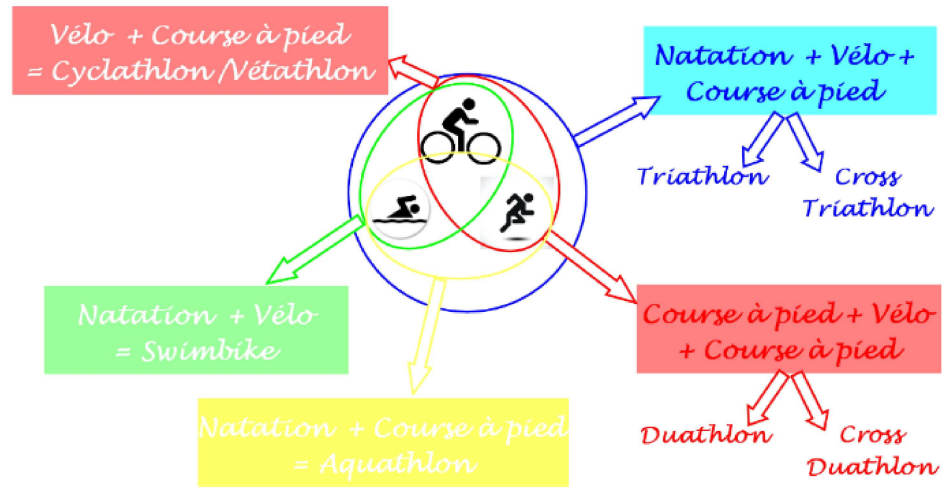 Vélo + Course à pied
= Cyclathlon /Vétathlon
Natation + Vélo +
Course à pied
Triathlon
Cross
Triathlon
Natation + Vélo
= Swimbike
Course à pied + Vélo
+ Course à pied
Natation + Course à pied
= Aquathlon
Duathlon
Cross
Duathlon